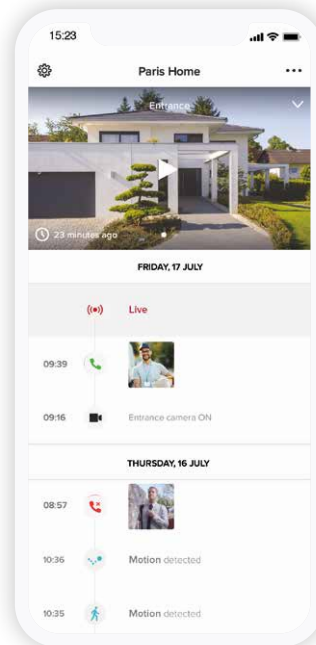 15:23
Paris Home
Entrance
23 minutes ago
FRIDAY, 17 JULY
Live
09:39
09:16 Entrance camera ON
THURSDAY, 16 JULY
08:57
10:36 Motion detected
10:35 Motion detected